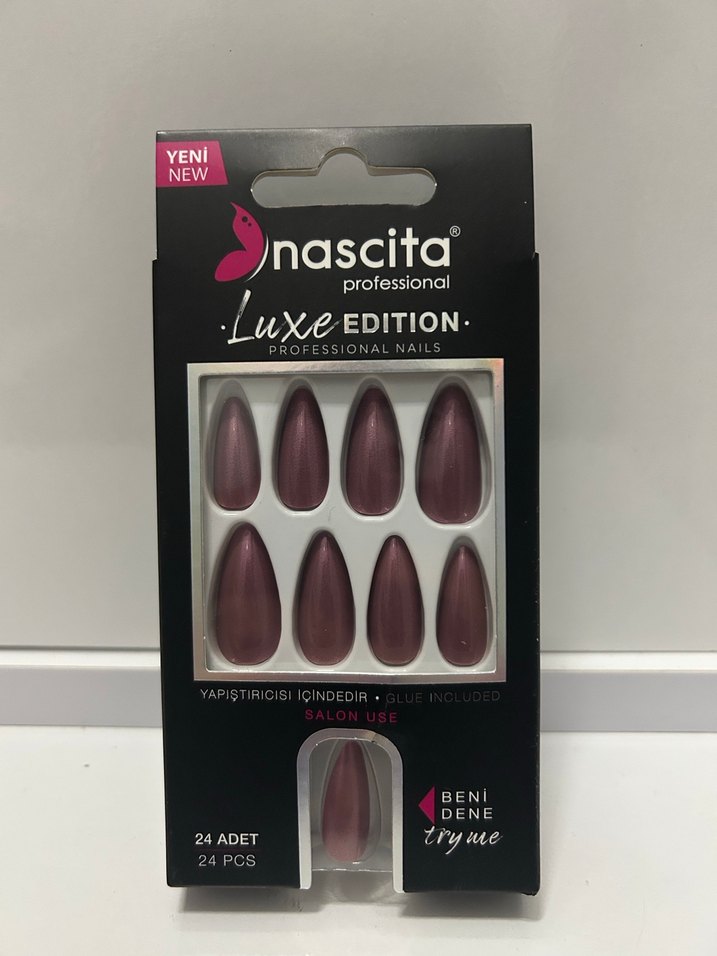 YENİ
NEW
nascita®
professional
·Luxe EDITION·
PROFESSIONAL NAILS
YAPIŞTIRICISI İÇİNDEDİR • GLUE INCLUDED
SALON USE
BENİ
DENE
try me
24 ADET
24 PCS